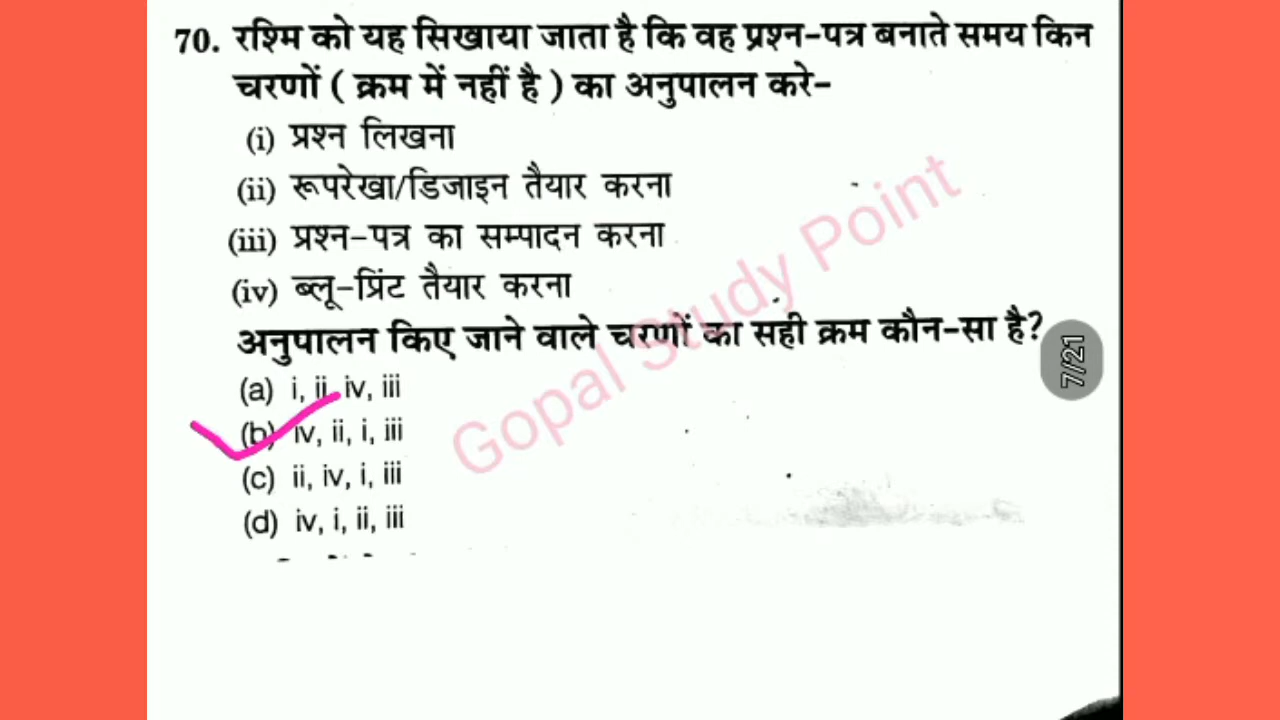 70. रश्मि को यह सिखाया जाता है कि वह प्रश्न-पत्र बनाते समय किन
चरणों ( क्रम में नहीं है ) का अनुपालन करे-
(i) प्रश्न लिखना
(ii) रूपरेखा/डिजाइन तैयार करना
(iii) प्रश्न-पत्र का सम्पादन करना
(iv) ब्लू-प्रिंट तैयार करना
अनुपालन किए जाने वाले चरणों का सही क्रम कौन-सा है?
(a) i, ii, iv, iii
(b) iv, ii, i, iii
(c) ii, iv, i, iii
(d) iv, i, ii, iii
Gopal Study Point
7/21